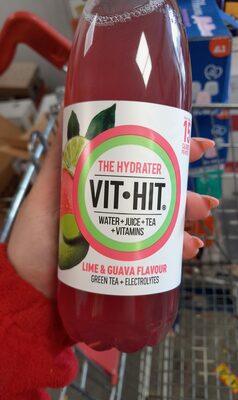 THE HYDRATER
VIT•HIT®
WATER+JUICE+TEA
+VITAMINS
LIME & GUAVA FLAVOUR
GREEN TEA+ELECTROLYTES